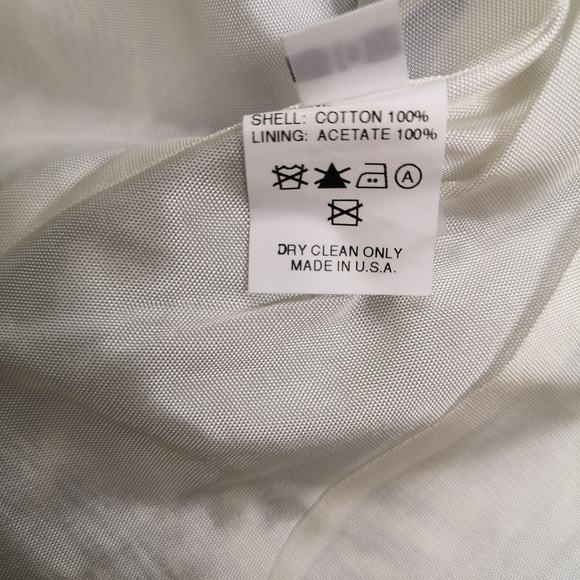 SHELL: COTTON 100%
LINING: ACETATE 100%
A
DRY CLEAN ONLY
MADE IN U.S.A.